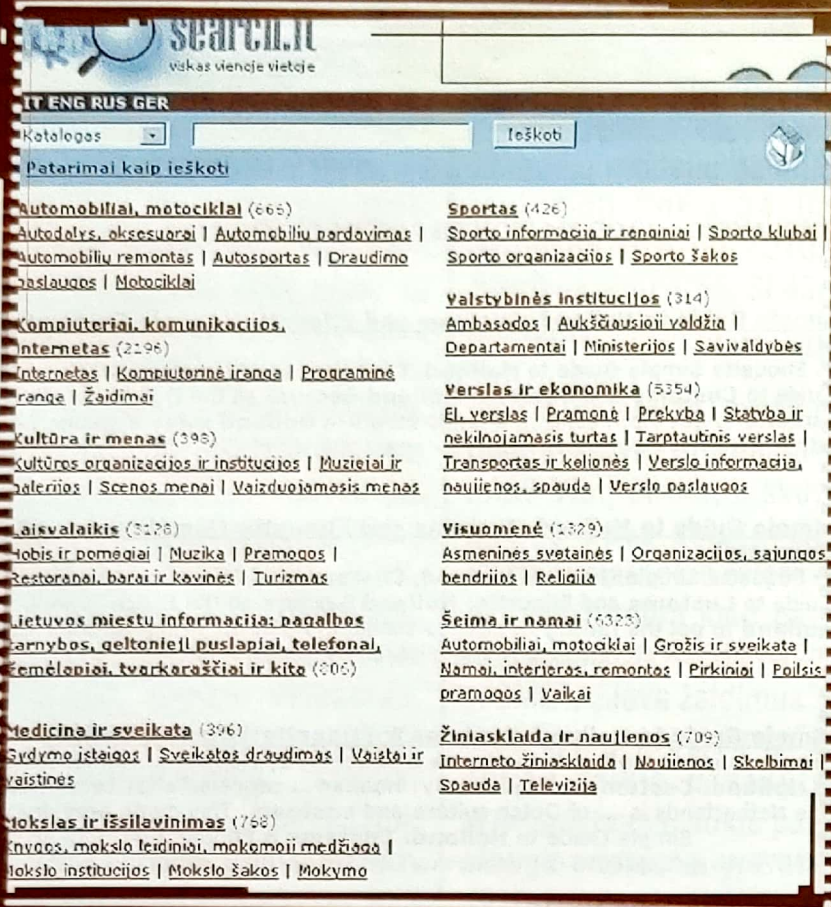 search.lt
viskas vienoje vietoje
LT ENG RUS GER
Katalogas
Ieškoti
Patarimai kaip ieškoti
Automobiliai, motociklai (666)
Autodalys, aksesuarai | Automobilių pardavimas |
Automobilių remontas | Autosportas | Draudimo
paslaugos | Motociklai
Kompiuteriai, komunikacijos,
internetas (2196)
Internetas | Kompiuterinė įranga | Programinė
įranga | Žaidimai
Kultūra ir menas (393)
Kultūros organizacijos ir institucijos | Muziejai ir
galerijos | Scenos menai | Vaizduojamasis menas
Laisvalaikis (3128)
Hobis ir pomėgiai | Muzika | Pramogos |
Restoranai, barai ir kavinės | Turizmas
Lietuvos miestų informacija: pagalbos
tarnybos, geltonieji puslapiai, telefonai,
žemėlapiai, tvarkaraščiai ir kita
Medicina ir sveikata (396)
Gydymo įstaigos | Sveikatos draudimas | Vaistai ir
vaistinės
Mokslas ir išsilavinimas (768)
Knygos, mokslo leidiniai, mokomoji medžiaga |
Mokslo institucijos | Mokslo šakos | Mokymo
Sportas (426)
Sporto informacija ir renginiai | Sporto klubai |
Sporto organizacijos | Sporto šakos
Valstybinės institucijos (314)
Ambasados | Aukščiausioji valdžia |
Departamentai | Ministerijos | Savivaldybės
Verslas ir ekonomika (5354)
El. verslas | Pramonė | Prekyba | Statyba ir
nekilnojamasis turtas | Tarptautinis verslas |
Transportas ir kelionės | Verslo informacija,
naujienos, spauda | Verslo paslaugos
Visuomenė (1329)
Asmeninės svetainės | Organizacijos, sąjungos
bendrijos | Religija
Šeima ir namai (6323)
Automobiliai, motociklai | Grožis ir sveikata |
Namai, interjeras, remontas | Pirkiniai | Poilsis
pramogos | Vaikai
Žiniasklaida ir naujienos (709)
Interneto žiniasklaida | Naujienos | Skelbimai |
Spauda | Televizija